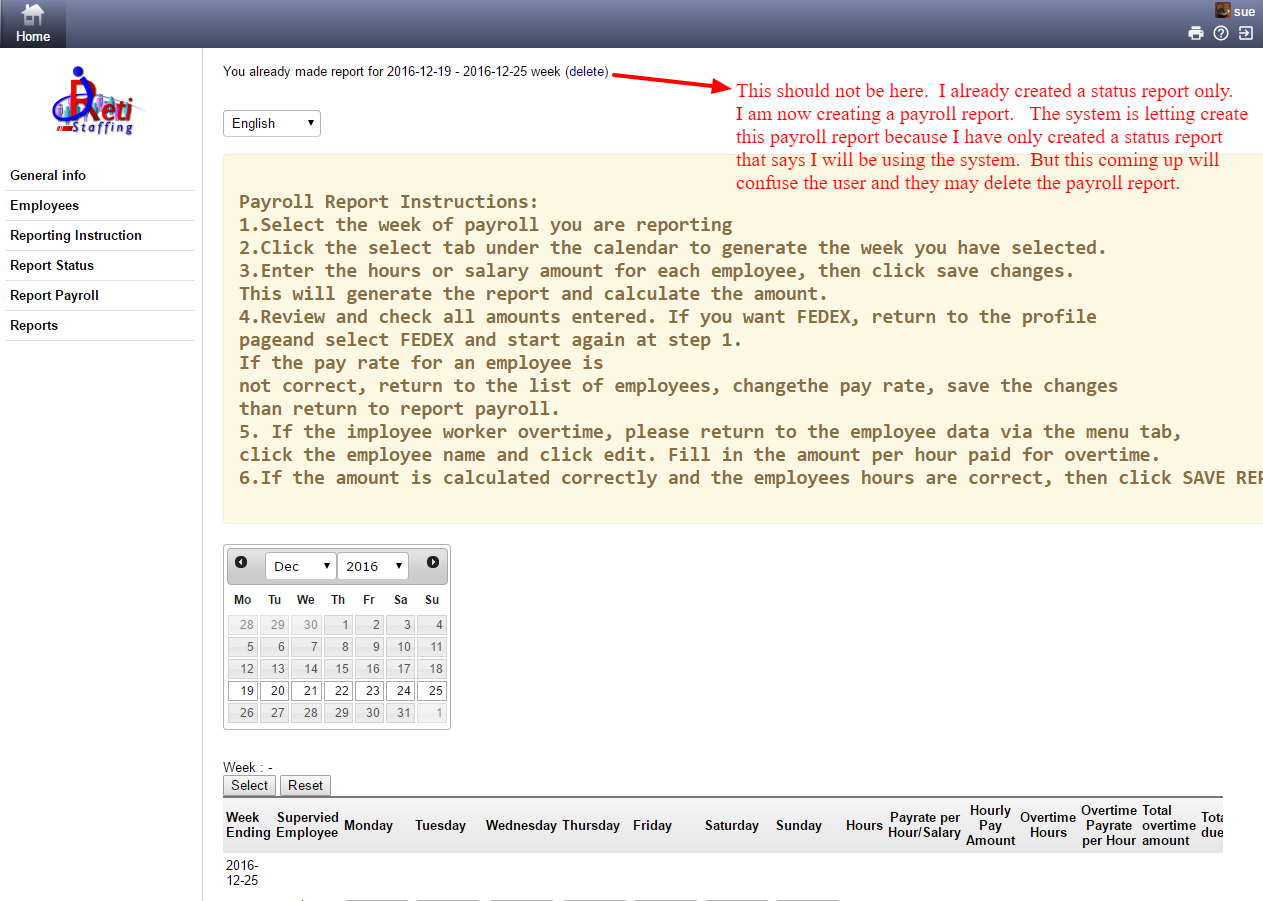 sue
Home
Reti
Staffing
General info
Employees
Reporting Instruction
Report Status
Report Payroll
Reports
You already made report for 2016-12-19 - 2016-12-25 week (delete)
This should not be here. I already created a status report only.
I am now creating a payroll report. The system is letting create
this payroll report because I have only created a status report
that says I will be using the system. But this coming up will
confuse the user and they may delete the payroll report.
English
Payroll Report Instructions:
1.Select the week of payroll you are reporting
2.Click the select tab under the calendar to generate the week you have selected.
3.Enter the hours or salary amount for each employee, then click save changes.
This will generate the report and calculate the amount.
4.Review and check all amounts entered. If you want FEDEX, return to the profile
pageand select FEDEX and start again at step 1.
If the pay rate for an employee is
not correct, return to the list of employees, changethe pay rate, save the changes
than return to report payroll.
5. If the imployee worker overtime, please return to the employee data via the menu tab,
click the employee name and click edit. Fill in the amount per hour paid for overtime.
6.If the amount is calculated correctly and the employees hours are correct, then click SAVE REP
Dec 2016
Mo Tu We Th Fr Sa Su
28 29 30 1 2 3 4
5 6 7 8 9 10 11
12 13 14 15 16 17 18
19 20 21 22 23 24 25
26 27 28 29 30 31 1
Week : -
Select Reset
Week Ending Supervied Employee Monday Tuesday Wednesday Thursday Friday Saturday Sunday Hours Payrate per Hour/Salary Hourly Pay Amount Overtime Hours Overtime Payrate per Hour Total overtime amount Tota due
2016-
12-25